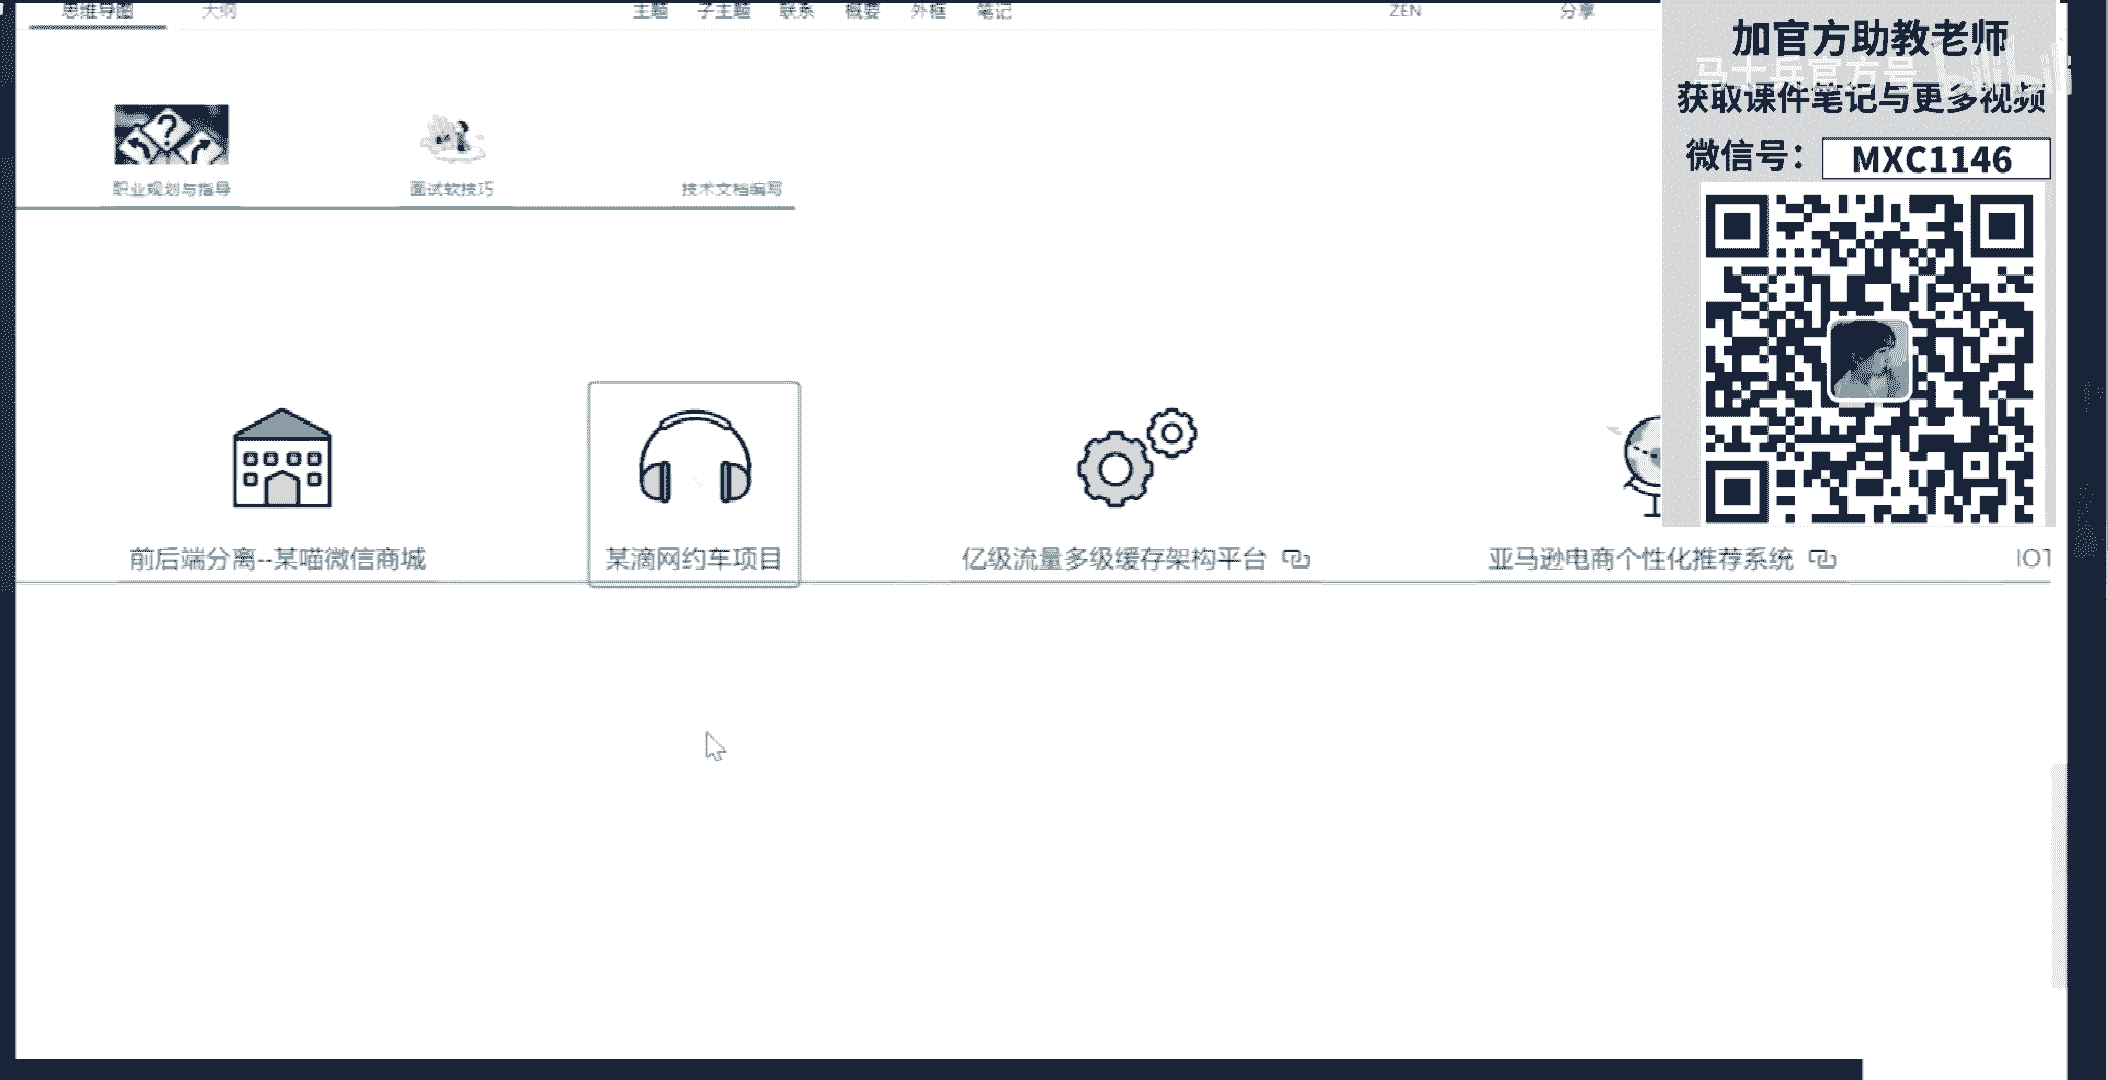 思维导图 大纲 主题 子主题 联系 概要 外框 笔记 ZEN 分享
加官方助教老师
马士兵官方号 bilibili
获取课件笔记与更多视频
微信号： MXC1146
职业规划与指导 面试软技巧 技术文档编写
前后端分离--某喵微信商城 某滴网约车项目 亿级流量多级缓存架构平台 亚马逊电商个性化推荐系统